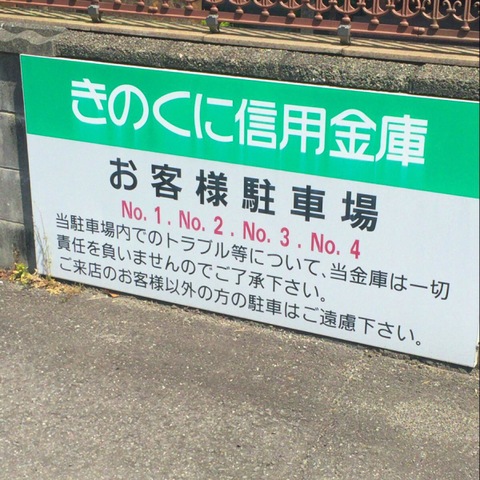 きのくに信用金庫
お客様駐車場
No. 1 . No. 2 . No. 3 . No. 4
当駐車場内でのトラブル等について、当金庫は一切
責任を負いませんのでご了承下さい。
ご来店のお客様以外の方の駐車はご遠慮下さい。